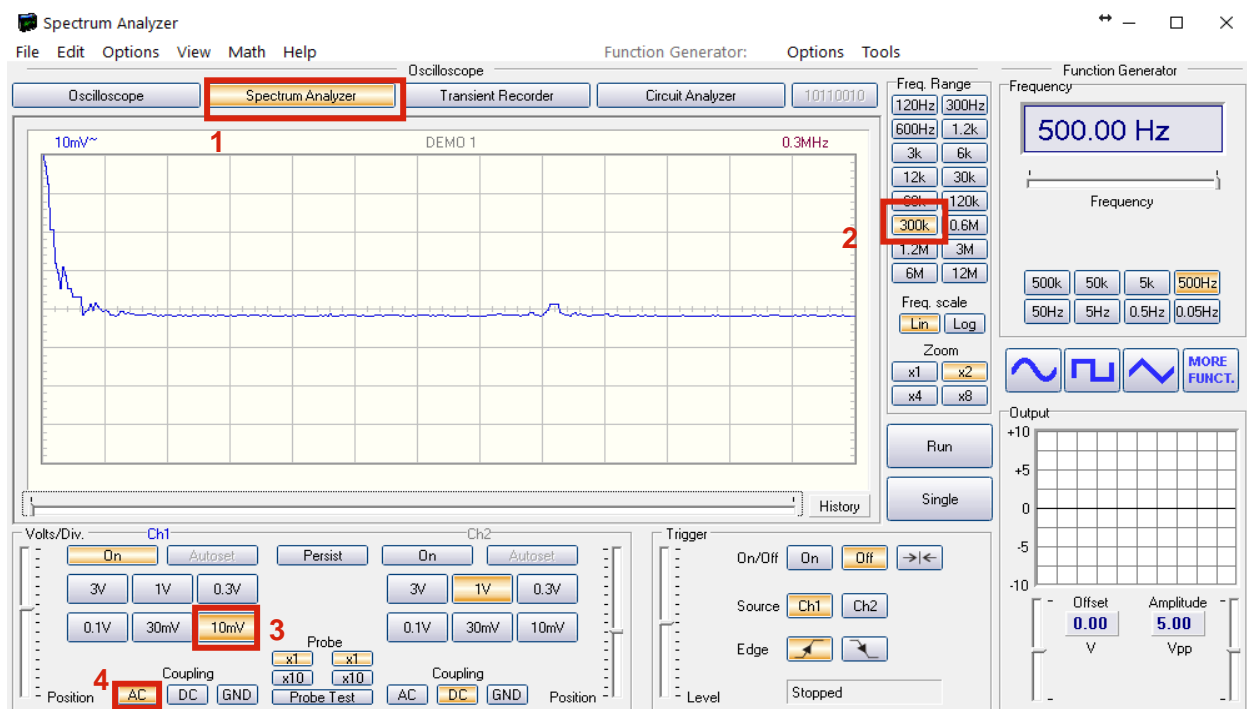 Spectrum Analyzer
File Edit Options View Math Help Function Generator: Options Tools
Oscilloscope
Oscilloscope Spectrum Analyzer Transient Recorder Circuit Analyzer 10110010
1
10mV~ DEMO 1 0.3MHz
Freq. Range
120Hz 300Hz
600Hz 1.2k
3k 6k
12k 30k
60k 120k
2 300k 0.6M
1.2M 3M
6M 12M
Freq. scale
Lin Log
Zoom
x1 x2
x4 x8
Run
Single
History
Function Generator
Frequency
500.00 Hz
Frequency
500k 50k 5k 500Hz
50Hz 5Hz 0.5Hz 0.05Hz
MORE
FUNCT.
Output
+10
+5
0
-5
-10
Offset Amplitude
0.00 5.00
V Vpp
Volts/Div. Ch1 Ch2
On Autoset Persist On Autoset
3V 1V 0.3V 3V 1V 0.3V
0.1V 30mV 10mV 3 0.1V 30mV 10mV
Probe
x1 x1
Coupling x10 x10 Coupling
4
Position AC DC GND Probe Test AC DC GND Position
Trigger
On/Off On Off
Source Ch1 Ch2
Edge
Level Stopped